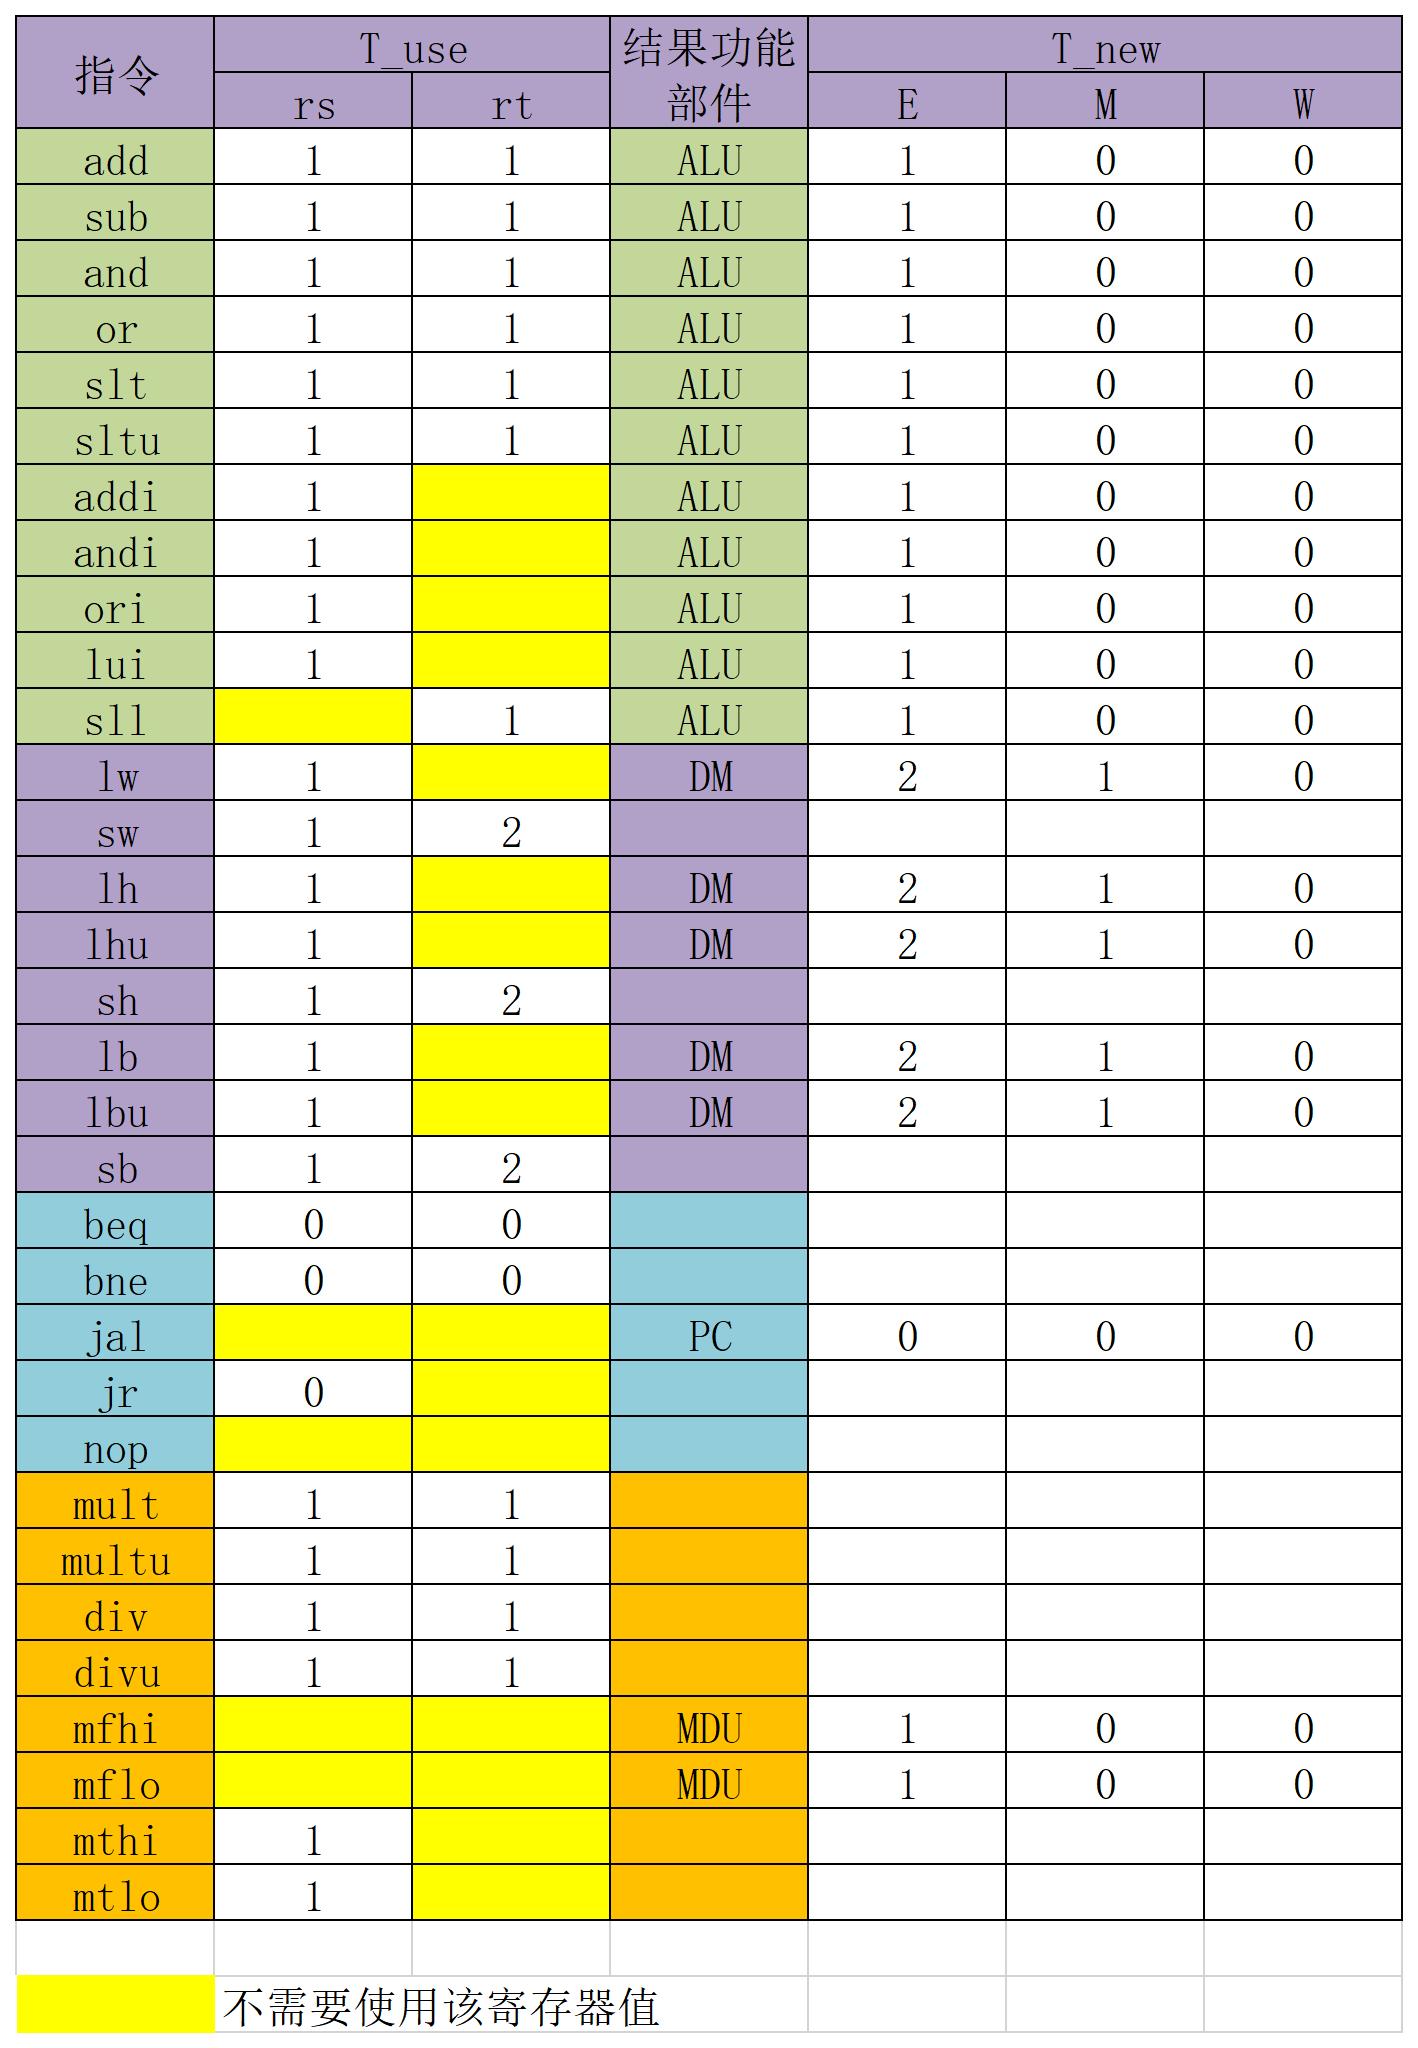 指令 T_use 结果功能部件 T_new
rs rt E M W
add 1 1 ALU 1 0 0
sub 1 1 ALU 1 0 0
and 1 1 ALU 1 0 0
or 1 1 ALU 1 0 0
slt 1 1 ALU 1 0 0
sltu 1 1 ALU 1 0 0
addi 1 ALU 1 0 0
andi 1 ALU 1 0 0
ori 1 ALU 1 0 0
lui 1 ALU 1 0 0
sll 1 ALU 1 0 0
lw 1 DM 2 1 0
sw 1 2
lh 1 DM 2 1 0
lhu 1 DM 2 1 0
sh 1 2
lb 1 DM 2 1 0
lbu 1 DM 2 1 0
sb 1 2
beq 0 0
bne 0 0
jal PC 0 0 0
jr 0
nop
mult 1 1
multu 1 1
div 1 1
divu 1 1
mfhi MDU 1 0 0
mflo MDU 1 0 0
mthi 1
mtlo 1
不需要使用该寄存器值